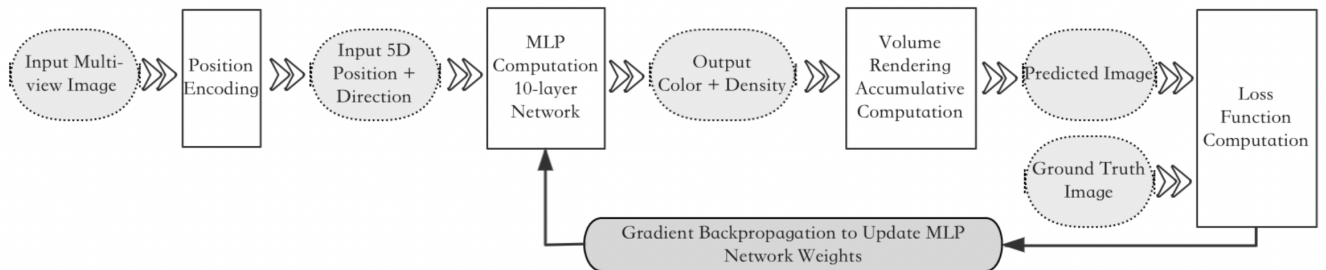 Input Multi-
view Image
Position
Encoding
Input 5D
Position +
Direction
MLP
Computation
10-layer
Network
Output
Color + Density
Volume
Rendering
Accumulative
Computation
Predicted Image
Ground Truth
Image
Loss
Function
Computation
Gradient Backpropagation to Update MLP
Network Weights